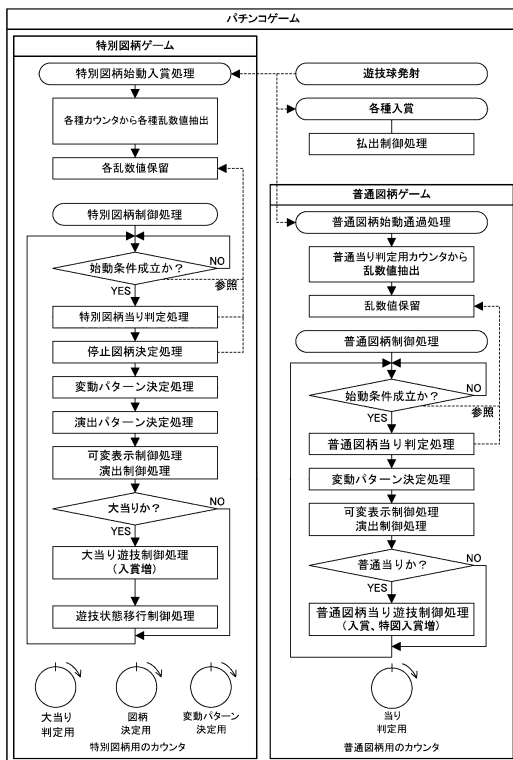 パチンコゲーム
特別図柄ゲーム
特別図柄始動入賞処理
各種カウンタから各種乱数値抽出
各乱数値保留
特別図柄制御処理
始動条件成立か？
NO
参照
YES
特別図柄当り判定処理
停止図柄決定処理
変動パターン決定処理
演出パターン決定処理
可変表示制御処理
演出制御処理
大当りか？
NO
YES
大当り遊技制御処理
（入賞増）
遊技状態移行制御処理
大当り
判定用
図柄
決定用
変動パターン
決定用
特別図柄用のカウンタ
遊技球発射
各種入賞
払出制御処理
普通図柄ゲーム
普通図柄始動通過処理
普通当り判定用カウンタから
乱数値抽出
乱数値保留
普通図柄制御処理
始動条件成立か？
NO
参照
YES
普通図柄当り判定処理
変動パターン決定処理
可変表示制御処理
演出制御処理
普通当りか？
NO
YES
普通図柄当り遊技制御処理
（入賞、特図入賞増）
当り
判定用
普通図柄用のカウンタ